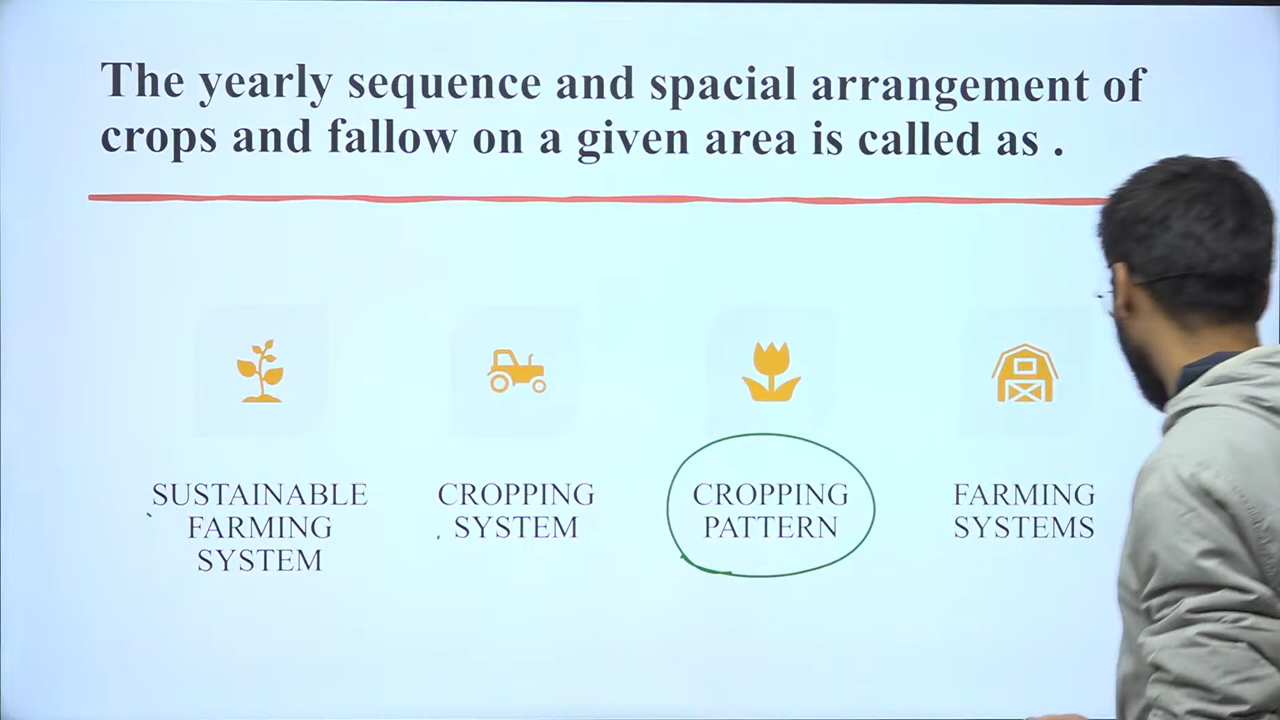 The yearly sequence and spacial arrangement of
crops and fallow on a given area is called as .
SUSTAINABLE
FARMING
SYSTEM
CROPPING
SYSTEM
CROPPING
PATTERN
FARMING
SYSTEMS